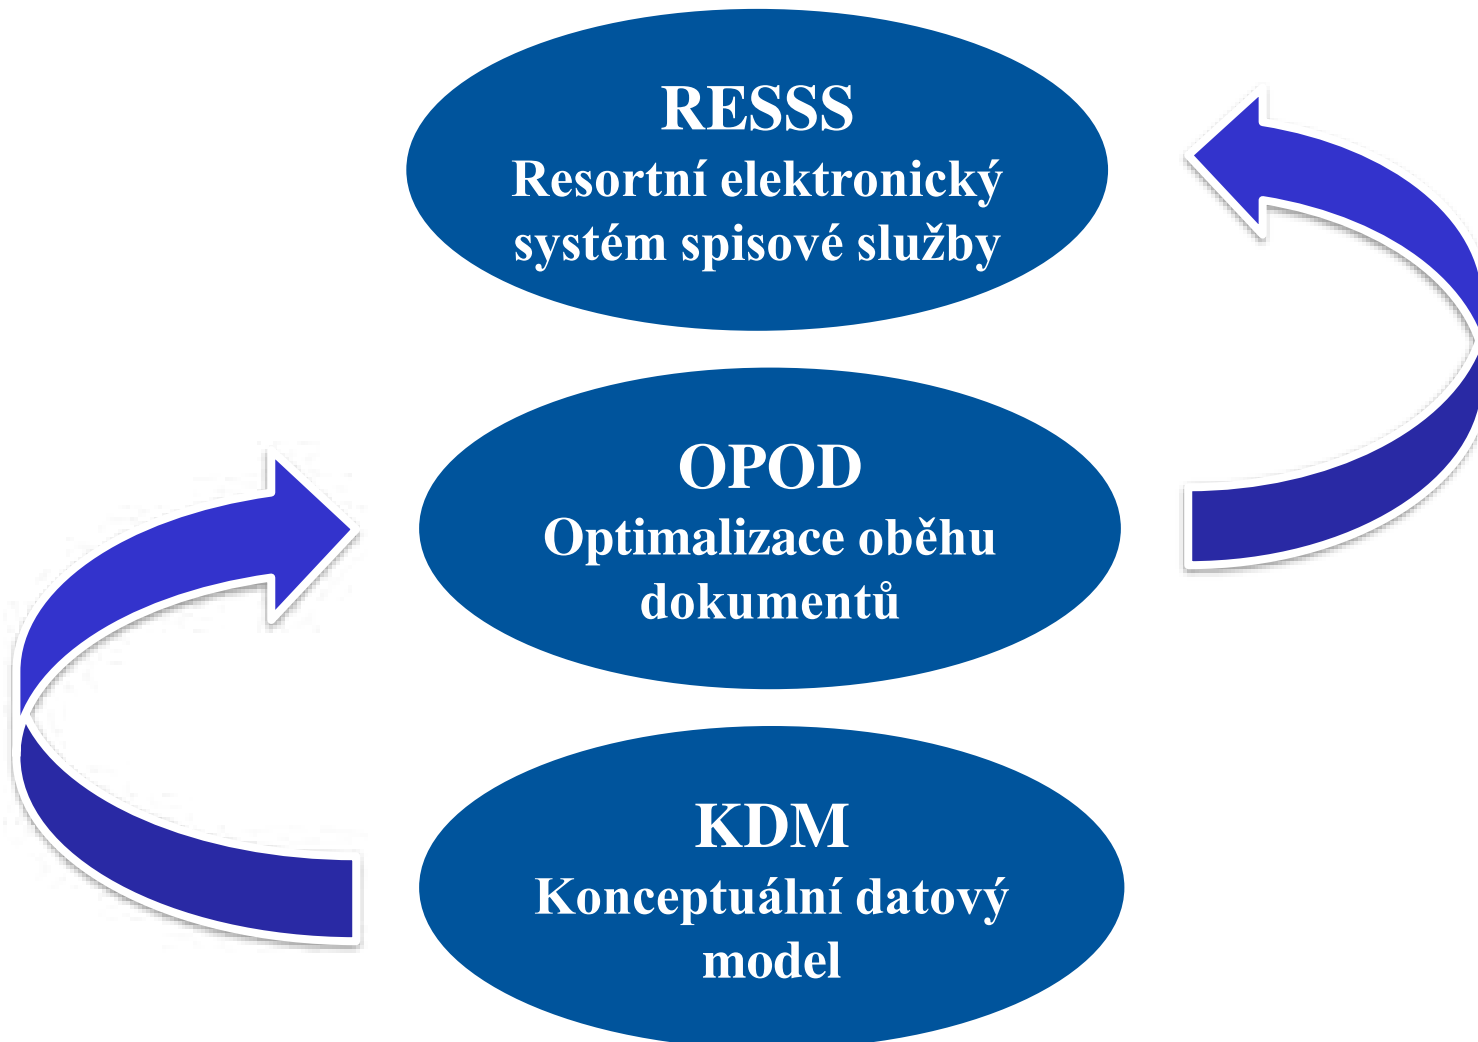 RESSS
Resortní elektronický
systém spisové služby
OPOD
Optimalizace oběhu
dokumentů
KDM
Konceptuální datový
model